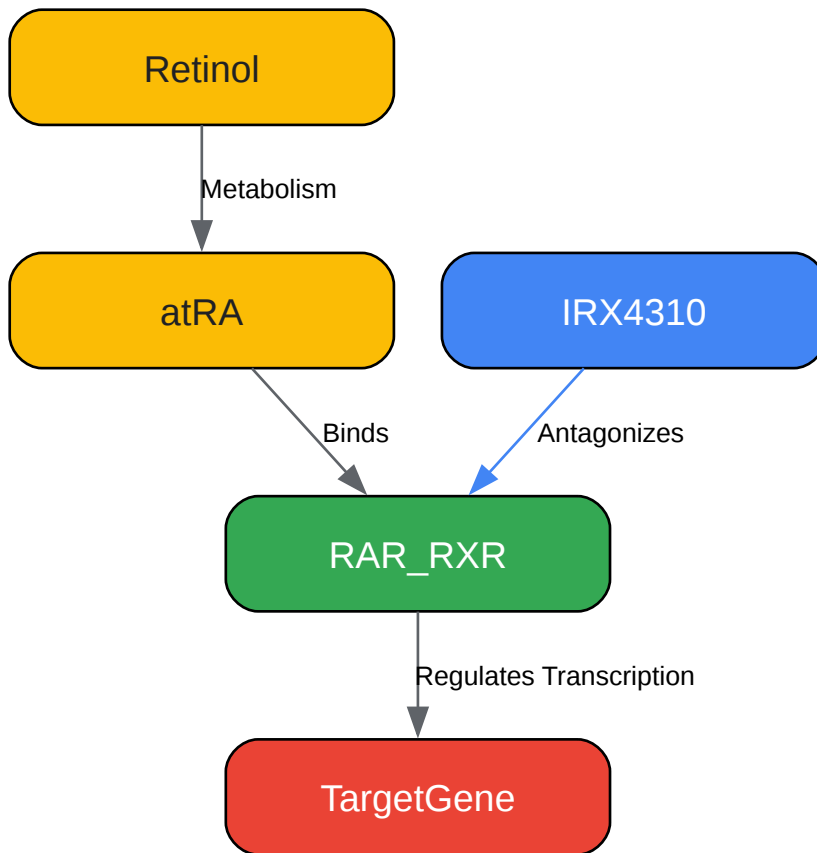 Retinol
Metabolism
atRA
IRX4310
Binds
Antagonizes
RAR_RXR
Regulates Transcription
TargetGene